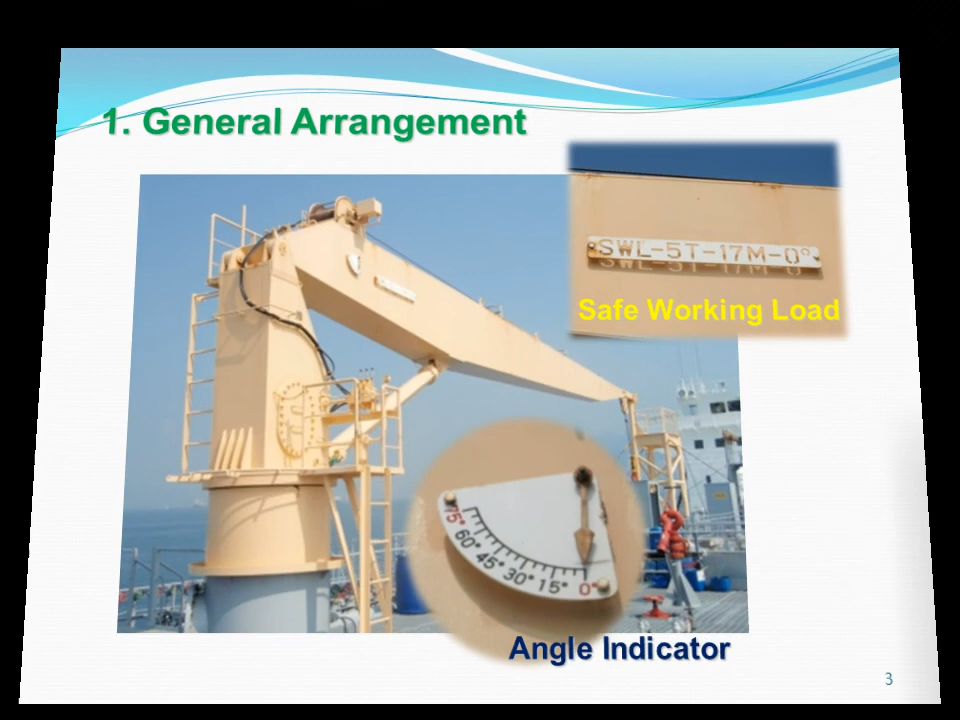 1. General Arrangement
SWL-5T-17M-0°
Safe Working Load
75° 60° 45° 30° 15° 0°
Angle Indicator
3